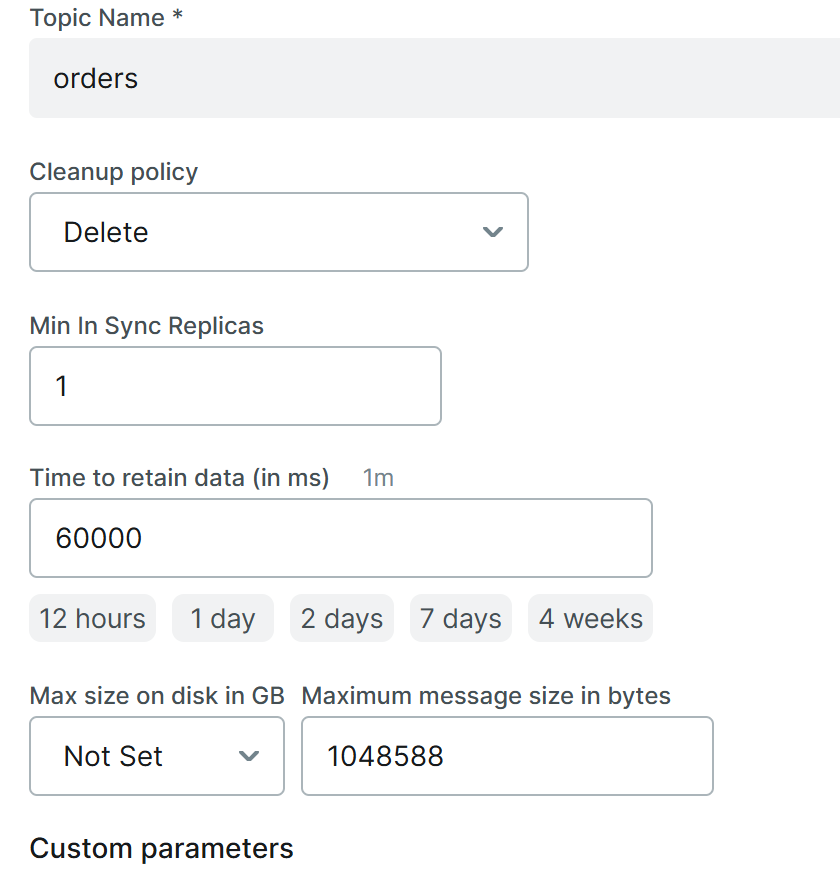 Topic Name *
orders
Cleanup policy
Delete
Min In Sync Replicas
1
Time to retain data (in ms) 1m
60000
12 hours 1 day 2 days 7 days 4 weeks
Max size on disk in GB Maximum message size in bytes
Not Set 1048588
Custom parameters